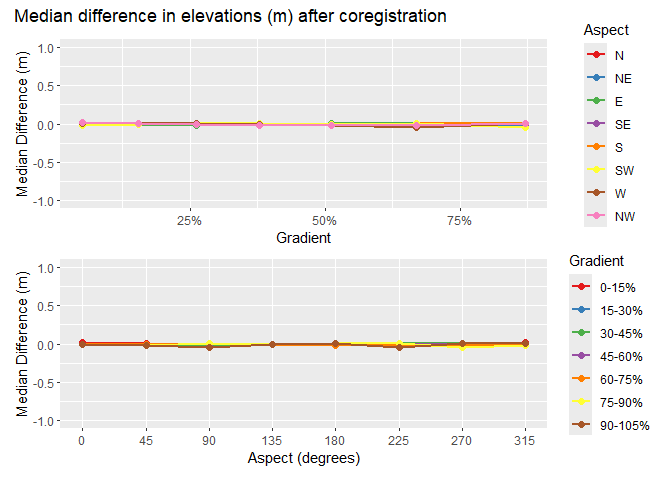 Median difference in elevations (m) after coregistration
Median Difference (m)
1.0
0.5
0.0
-0.5
-1.0
25%
50%
75%
Gradient
Aspect
N
NE
E
SE
S
SW
W
NW
Median Difference (m)
1.0
0.5
0.0
-0.5
-1.0
0
45
90
135
180
225
270
315
Aspect (degrees)
Gradient
0-15%
15-30%
30-45%
45-60%
60-75%
75-90%
90-105%